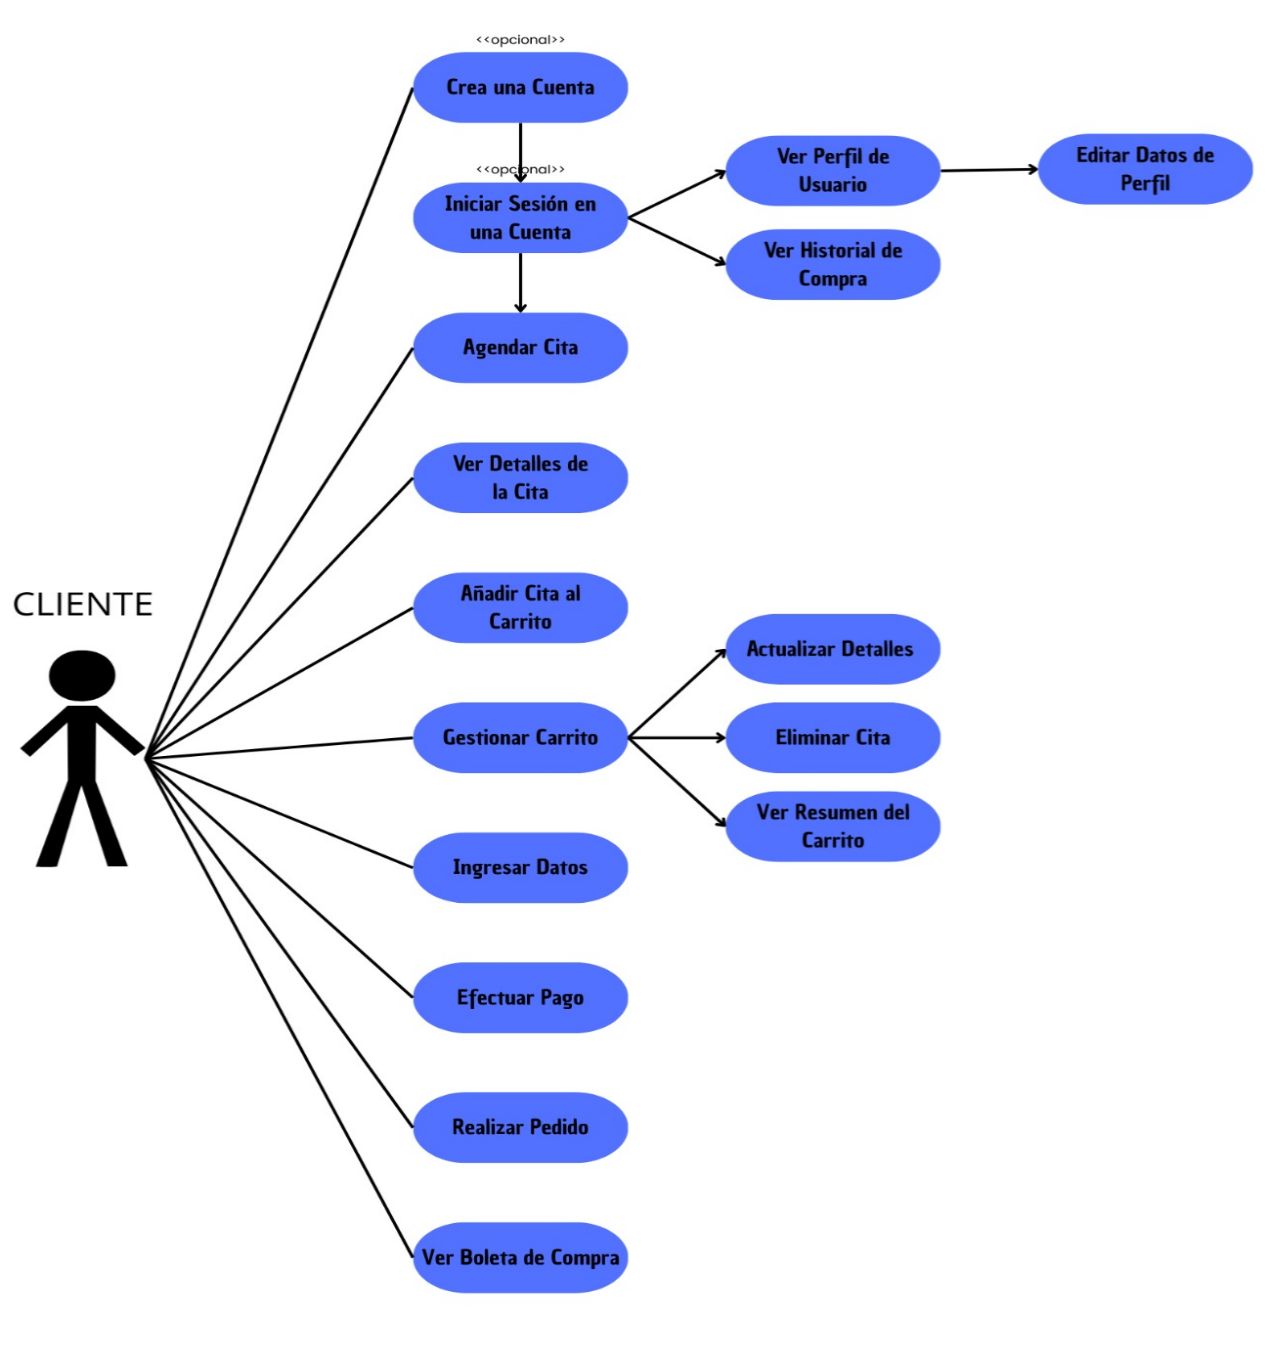 <<opcional>>
Crea una Cuenta
<<opcional>>
Iniciar Sesión en
una Cuenta
Ver Perfil de
Usuario
Editar Datos de
Perfil
Ver Historial de
Compra
Agendar Cita
Ver Detalles de
la Cita
CLIENTE
Añadir Cita al
Carrito
Actualizar Detalles
Gestionar Carrito
Eliminar Cita
Ver Resumen del
Carrito
Ingresar Datos
Efectuar Pago
Realizar Pedido
Ver Boleta de Compra